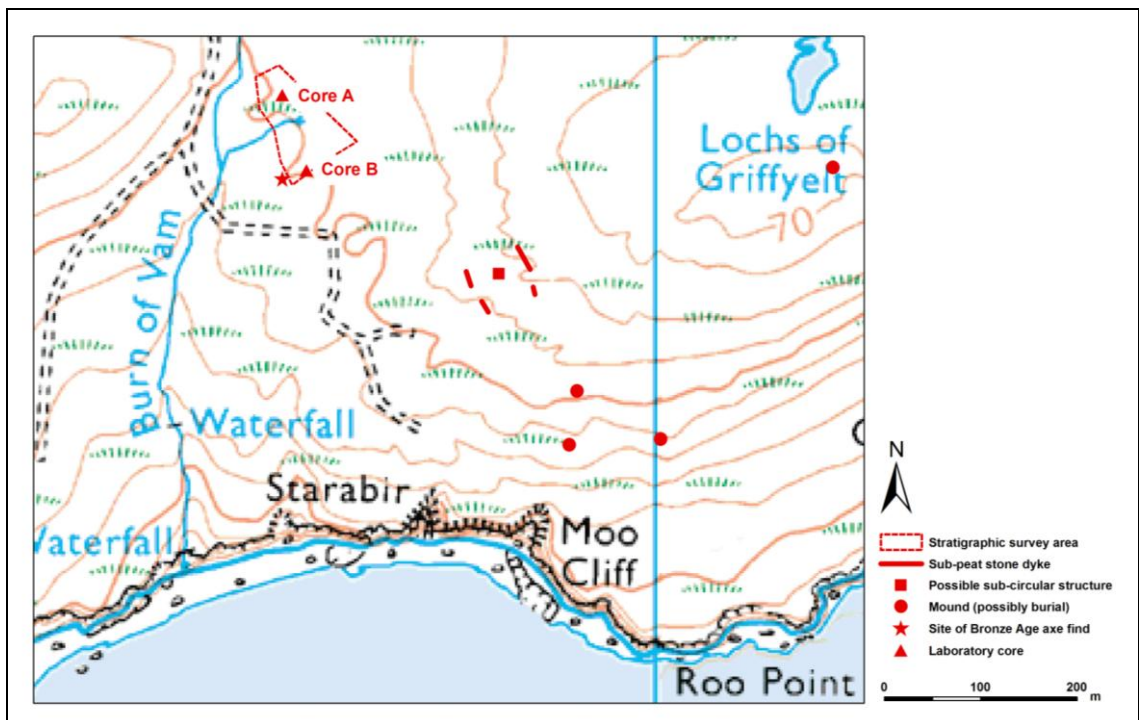 Core A
Lochs of
Griffyelt
Core B
70
Burn of Vam
Waterfall
Starabir
Waterfall
Moo
Cliff
Roo Point
N
Stratigraphic survey area
Sub-peat stone dyke
Possible sub-circular structure
Mound (possibly burial)
Site of Bronze Age axe find
Laboratory core
0 100 200
m